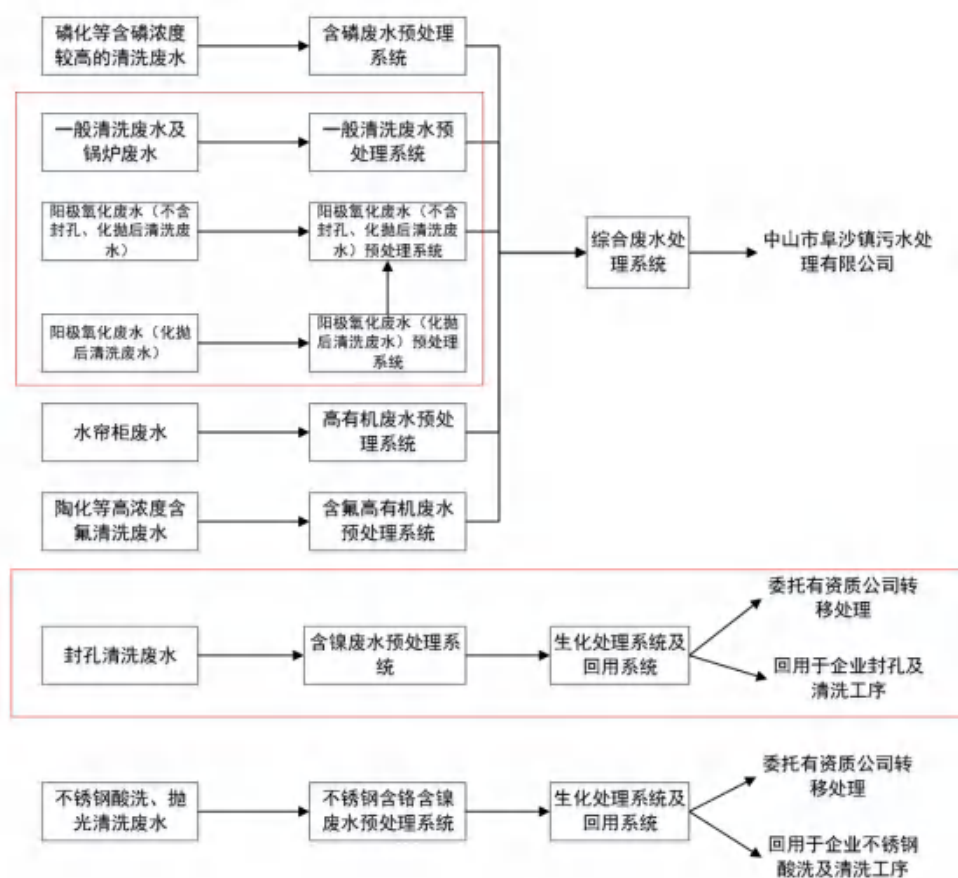 磷化等含磷浓度
较高的清洗废水
含磷废水预处理
系统
一般清洗废水及
锅炉废水
一般清洗废水预
处理系统
阳极氧化废水（不含
封孔、化抛后清洗废
水）
阳极氧化废水（不含
封孔、化抛后清洗废
水）预处理系统
综合废水处
理系统
中山市阜沙镇污水处
理有限公司
阳极氧化废水（化抛
后清洗废水）
阳极氧化废水（化抛
后清洗废水）预处理
系统
水帘柜废水
高有机废水预处
理系统
陶化等高浓度含
氟清洗废水
含氟高有机废水
预处理系统
封孔清洗废水
含镍废水预处理系
统
生化处理系统及
回用系统
委托有资质公司转
移处理
回用于企业封孔及
清洗工序
不锈钢酸洗、抛
光清洗废水
不锈钢含铬含镍
废水预处理系统
生化处理系统及
回用系统
委托有资质公司转
移处理
回用于企业不锈钢
酸洗及清洗工序